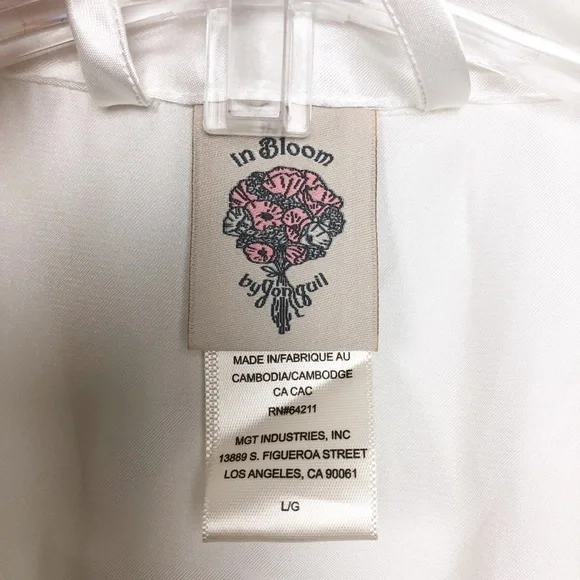 in Bloom
by Jonquil
MADE IN/FABRIQUE AU
CAMBODIA/CAMBODGE
CA CAC
RN#64211
MGT INDUSTRIES, INC
13889 S. FIGUEROA STREET
LOS ANGELES, CA 90061
L/G